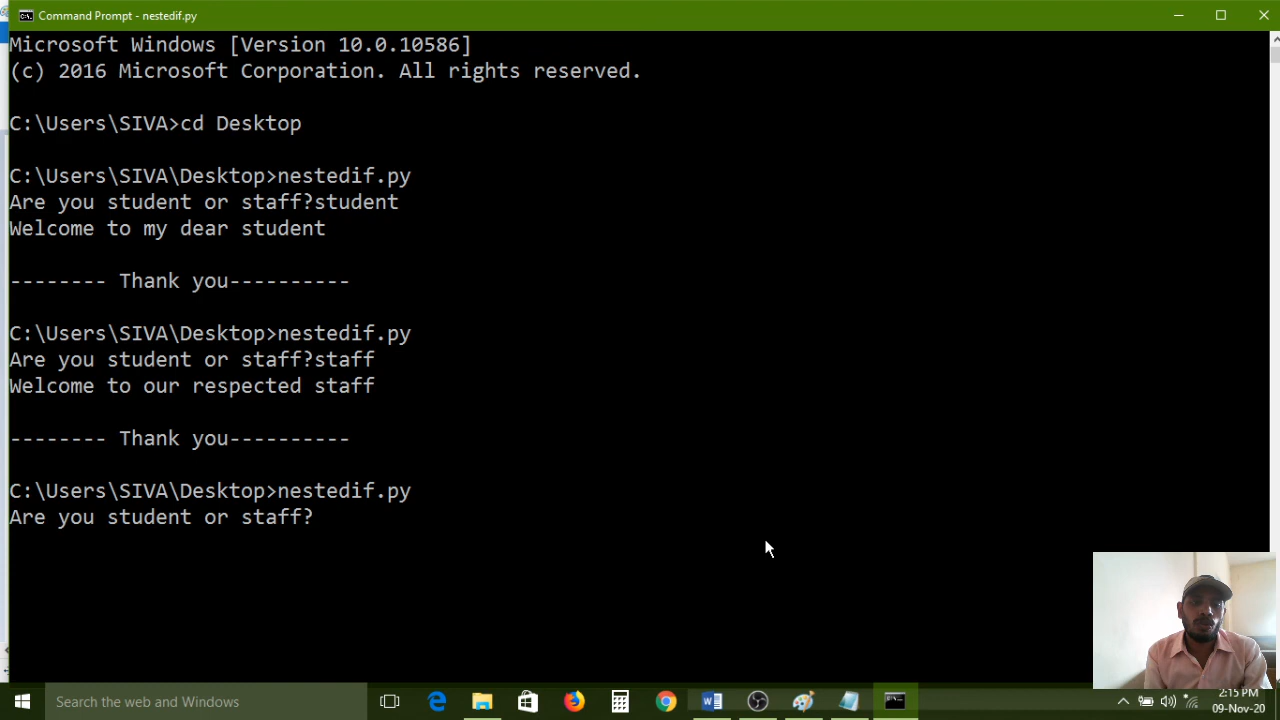 Command Prompt - nestedif.py
Microsoft Windows [Version 10.0.10586]
(c) 2016 Microsoft Corporation. All rights reserved.
C:\Users\SIVA>cd Desktop
C:\Users\SIVA\Desktop>nestedif.py
Are you student or staff?student
Welcome to my dear student
-------- Thank you----------
C:\Users\SIVA\Desktop>nestedif.py
Are you student or staff?staff
Welcome to our respected staff
-------- Thank you----------
C:\Users\SIVA\Desktop>nestedif.py
Are you student or staff?
Search the web and Windows
2:15 PM
09-Nov-20